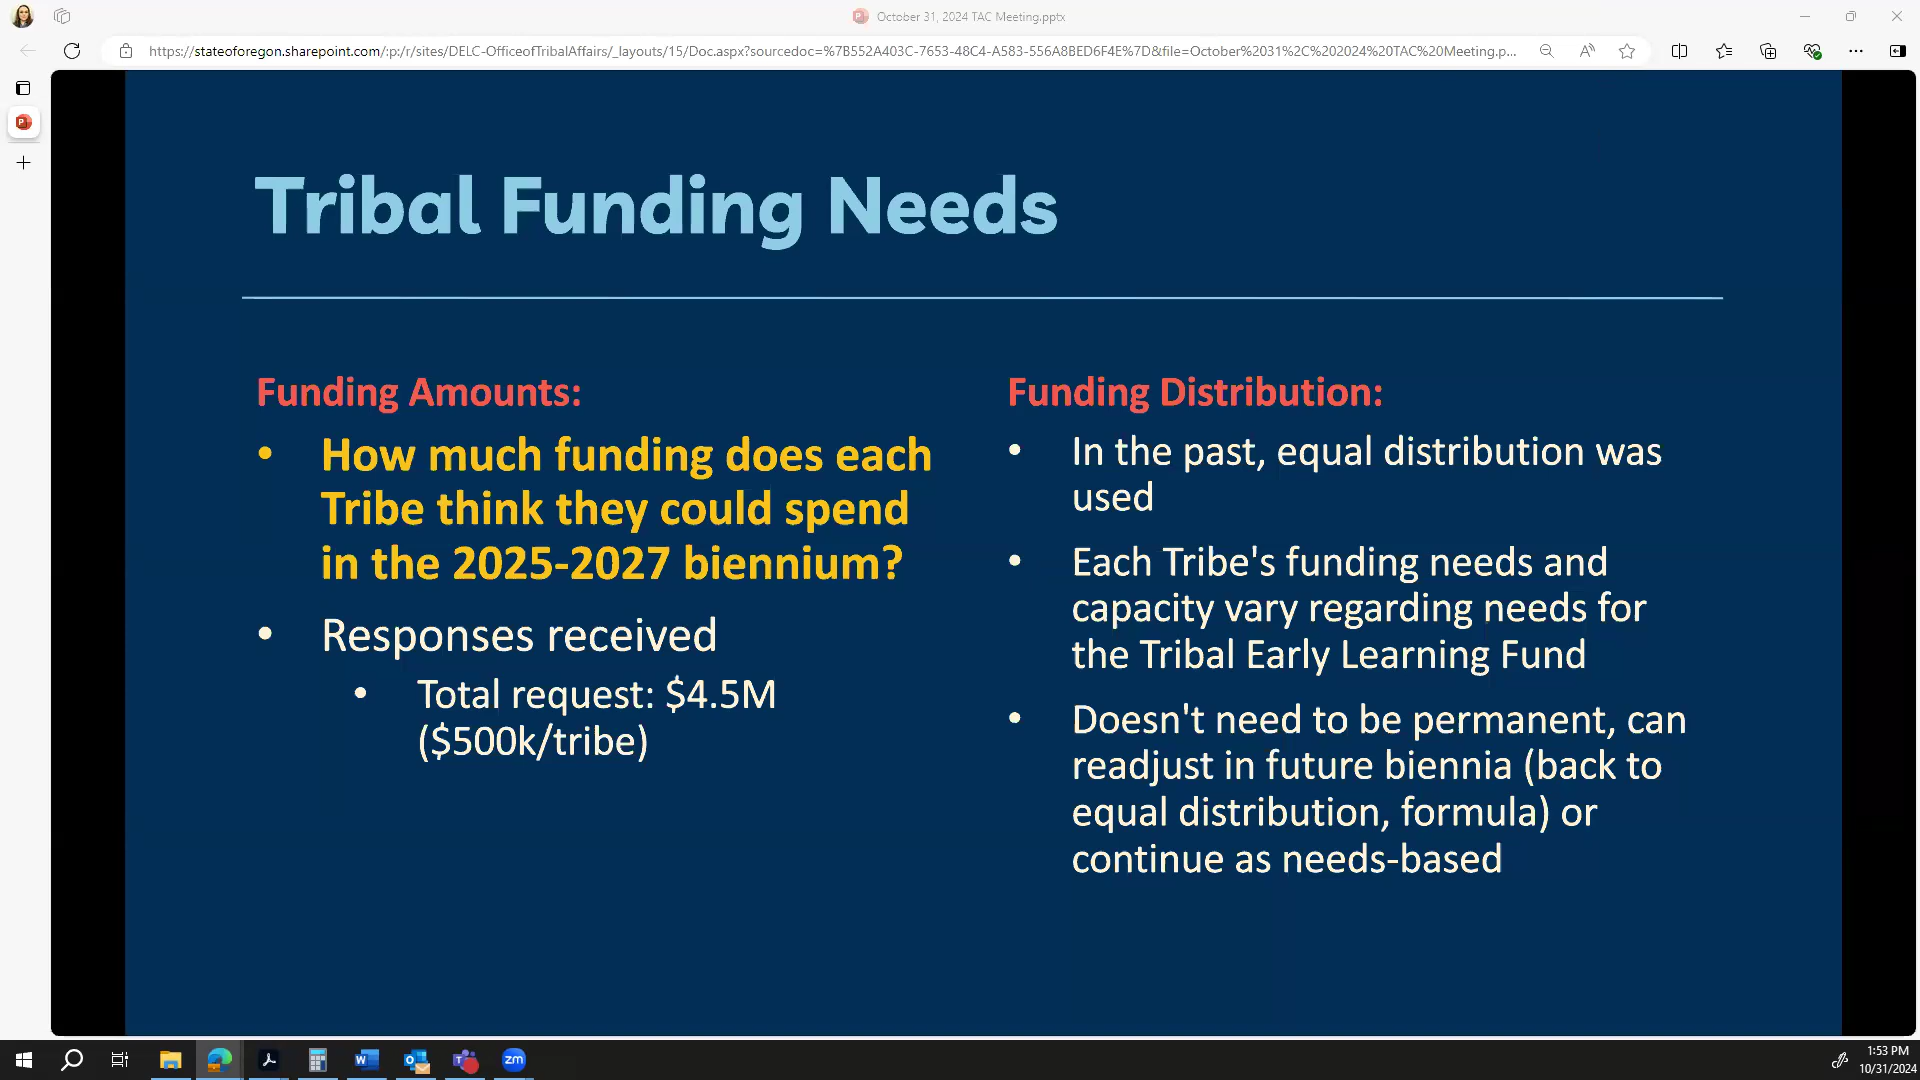 October 31, 2024 TAC Meeting.pptx
https://stateoforegon.sharepoint.com/:p:/r/sites/DELC-OfficeofTribalAffairs/_layouts/15/Doc.aspx?sourcedoc=%7B552A403C-7653-48C4-A583-556A8BED6F4E%7D&file=October%2031%2C%202024%20TAC%20Meeting.p...
Tribal Funding Needs
Funding Amounts:
• How much funding does each
Tribe think they could spend
in the 2025-2027 biennium?
• Responses received
• Total request: $4.5M
($500k/tribe)
Funding Distribution:
• In the past, equal distribution was
used
• Each Tribe's funding needs and
capacity vary regarding needs for
the Tribal Early Learning Fund
• Doesn't need to be permanent, can
readjust in future biennia (back to
equal distribution, formula) or
continue as needs-based
zm
1:53 PM
10/31/2024